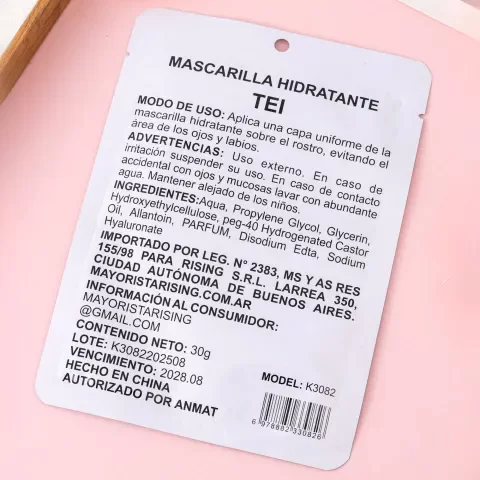 MASCARILLA HIDRATANTE
TEI
MODO DE USO: Aplica una capa uniforme de la
mascarilla hidratante sobre el rostro, evitando el
área de los ojos y labios.
ADVERTENCIAS: Uso externo. En caso de
irritación suspender su uso. En caso de contacto
accidental con ojos y mucosas lavar con abundante
agua. Mantener alejado de los niños.
INGREDIENTES:Aqua, Propylene Glycol, Glycerin,
Hydroxyethylcellulose, peg-40 Hydrogenated Castor
Oil, Allantoin, PARFUM, Disodium Edta, Sodium
Hyaluronate
IMPORTADO POR LEG. N° 2383, MS Y AS RES
155/98 PARA RISING S.R.L. LARREA 350,
CIUDAD AUTÓNOMA DE BUENOS AIRES.
MAYORISTARISING.COM.AR
INFORMACIÓN AL CONSUMIDOR:
MAYORISTARISING
@GMAIL.COM
CONTENIDO NETO: 30g
LOTE: K3082202508
VENCIMIENTO: 2028.08
HECHO EN CHINA
AUTORIZADO POR ANMAT
MODEL: K3082
6 978882 330826